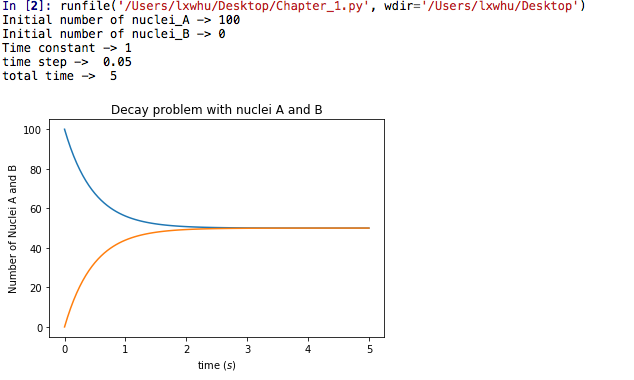 In [2]: runfile('/Users/lxwhu/Desktop/Chapter_1.py', wdir='/Users/lxwhu/Desktop')
Initial number of nuclei_A -> 100
Initial number of nuclei_B -> 0
Time constant -> 1
time step -> 0.05
total time -> 5
Decay problem with nuclei A and B
Number of Nuclei A and B
100
80
60
40
20
0
0 1 2 3 4 5
time (s)